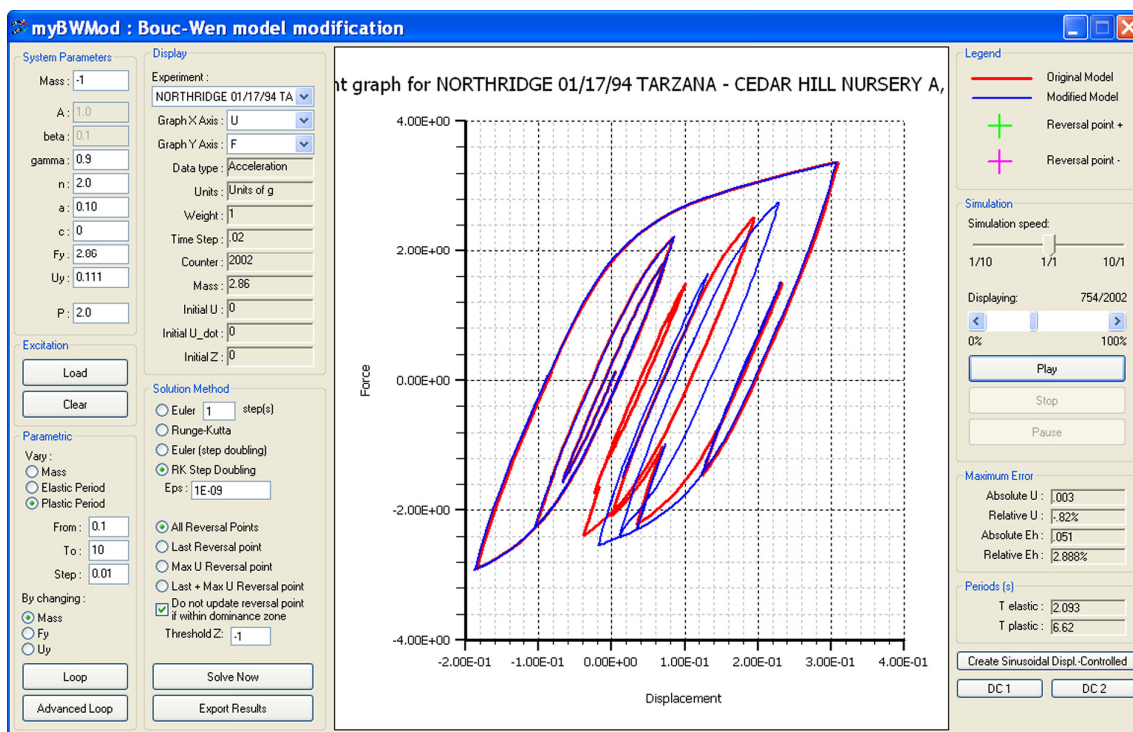 myBWMod : Bouc-Wen model modification
System Parameters
Mass : -1
A : 1.0
beta : 0.1
gamma : 0.9
n : 2.0
a : 0.10
c : 0
Fy : 2.86
Uy : 0.111
P : 2.0
Excitation
Load
Clear
Parametric
Vary :
Mass
Elastic Period
Plastic Period
From : 0.1
To : 10
Step : 0.01
By changing :
Mass
Fy
Uy
Loop
Advanced Loop
Display
Experiment :
NORTHRIDGE 01/17/94 TA
Graph X Axis : U
Graph Y Axis : F
Data type : Acceleration
Units : Units of g
Weight : 1
Time Step : .02
Counter : 2002
Mass : 2.86
Initial U : 0
Initial U_dot : 0
Initial Z : 0
Solution Method
Euler 1 step(s)
Runge-Kutta
Euler (step doubling)
RK Step Doubling
Eps : 1E-09
All Reversal Points
Last Reversal point
Max U Reversal point
Last + Max U Reversal point
Do not update reversal point
if within dominance zone
Threshold Z: -1
Solve Now
Export Results
nt graph for NORTHRIDGE 01/17/94 TARZANA - CEDAR HILL NURSERY A,
4.00E+00
2.00E+00
0.00E+00
-2.00E+00
-4.00E+00
Force
-2.00E-01 -1.00E-01 0.00E+00 1.00E-01 2.00E-01 3.00E-01 4.00E-01
Displacement
Legend
Original Model
Modified Model
Reversal point +
Reversal point -
Simulation
Simulation speed:
1/10 1/1 10/1
Displaying: 754/2002
0% 100%
Play
Stop
Pause
Maximum Error
Absolute U : .003
Relative U : -.82%
Absolute Eh : .051
Relative Eh : 2.888%
Periods (s)
T elastic : 2.093
T plastic : 6.62
Create Sinusoidal Displ.-Controlled
DC 1 DC 2